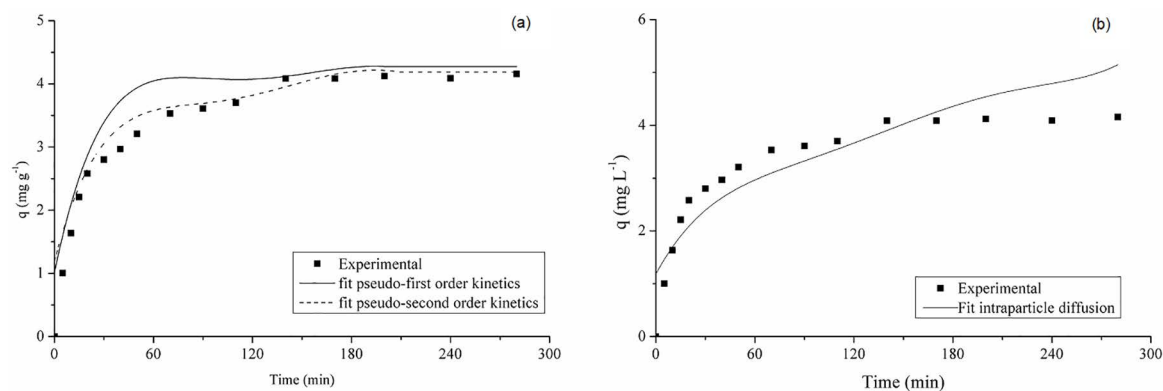 (a)
5
4
3
2
1
0
q (mg g⁻¹)
Experimental
fit pseudo-first order kinetics
fit pseudo-second order kinetics
0 60 120 180 240 300
Time (min)
(b)
6
4
2
0
q (mg L⁻¹)
Experimental
Fit intraparticle diffusion
0 60 120 180 240 300
Time (min)